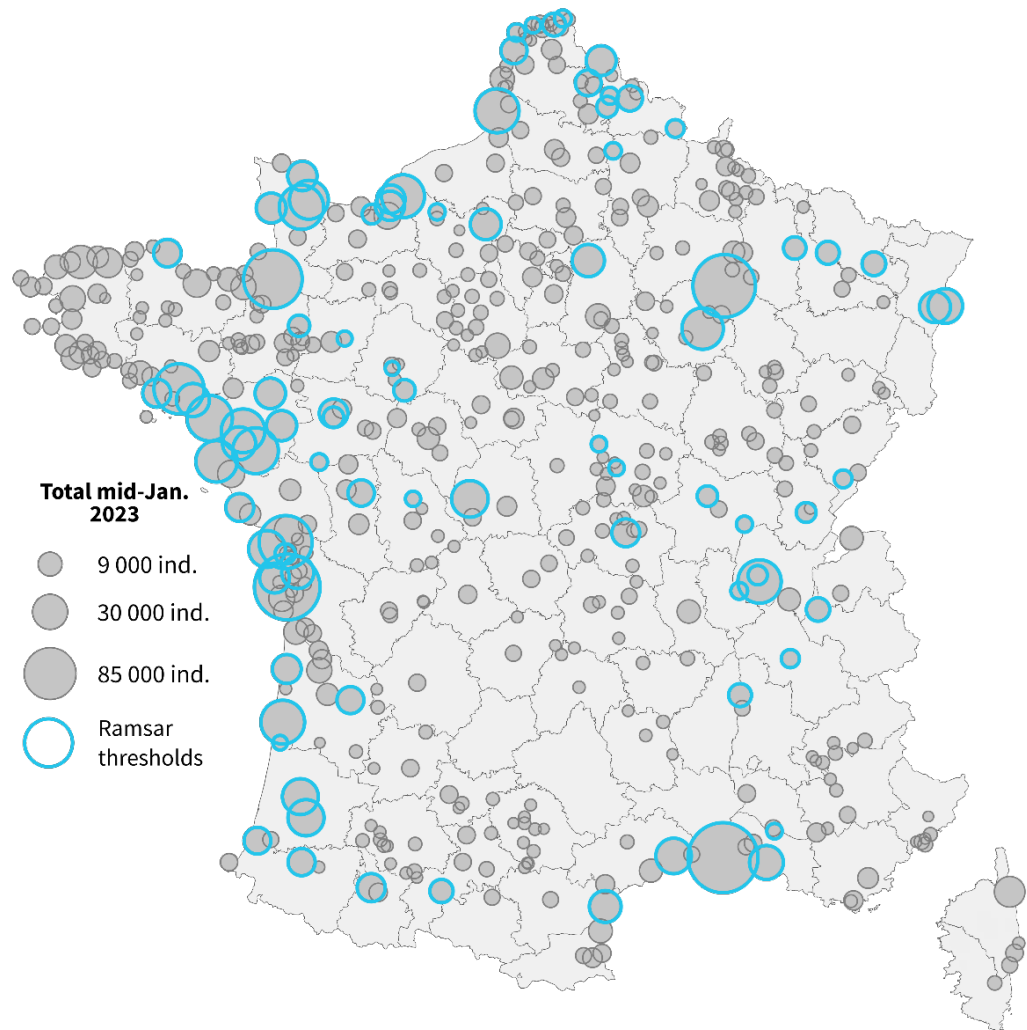 Total mid-Jan.
2023
9 000 ind.
30 000 ind.
85 000 ind.
Ramsar
thresholds